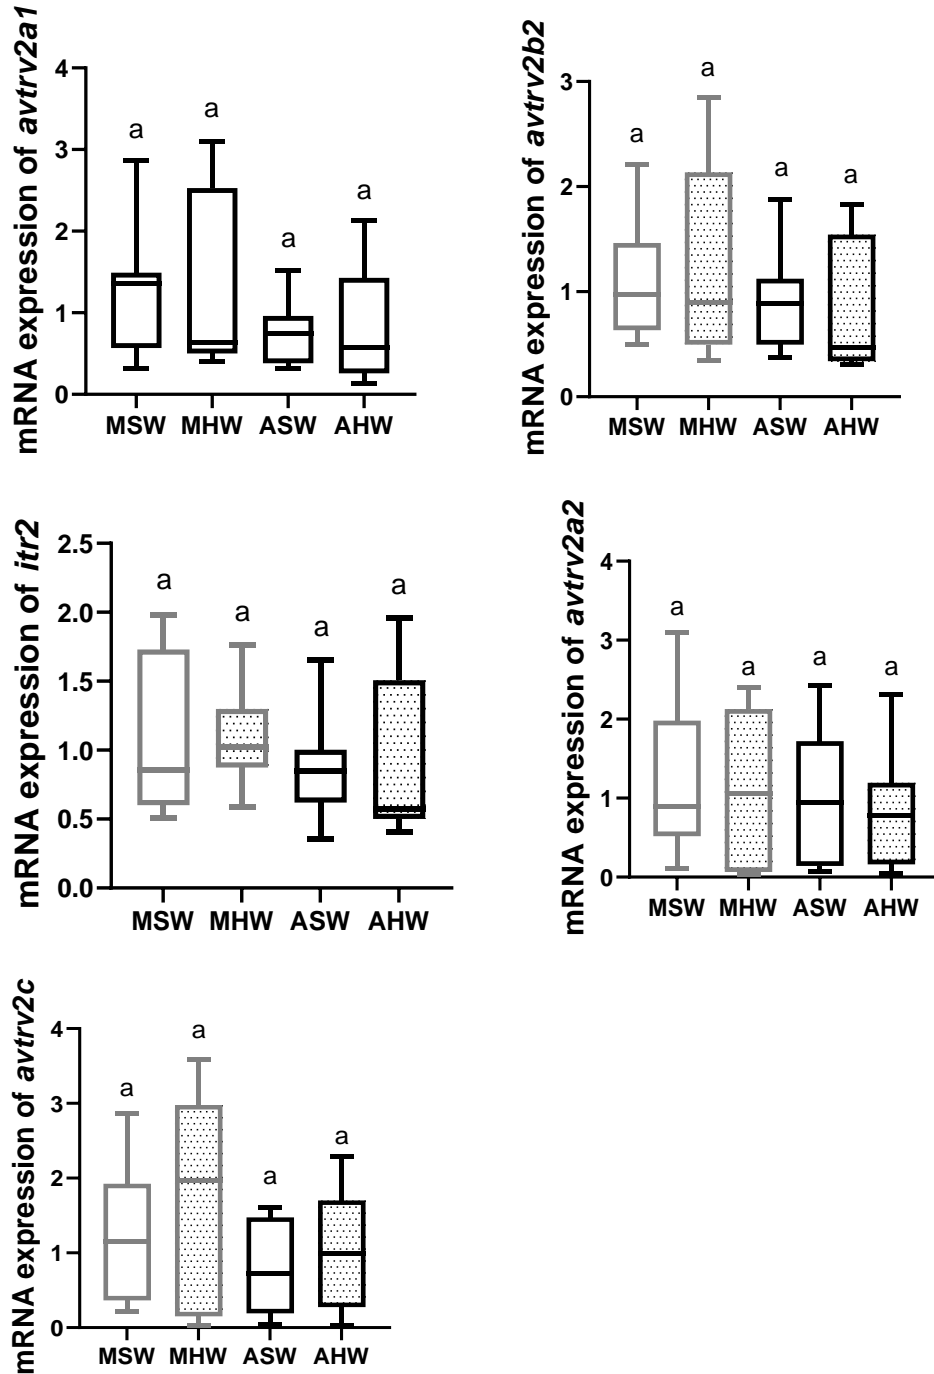 mRNA expression of avtrv2a1
4
3
2
1
0
a
a
a
a
MSW MHW ASW AHW
mRNA expression of avtrv2b2
3
2
1
0
a
a
a
a
MSW MHW ASW AHW
mRNA expression of itr2
2.5
2.0
1.5
1.0
0.5
0.0
a
a
a
a
MSW MHW ASW AHW
mRNA expression of avtrv2a2
4
3
2
1
0
a
a
a
a
MSW MHW ASW AHW
mRNA expression of avtrv2c
4
3
2
1
0
a
a
a
a
MSW MHW ASW AHW